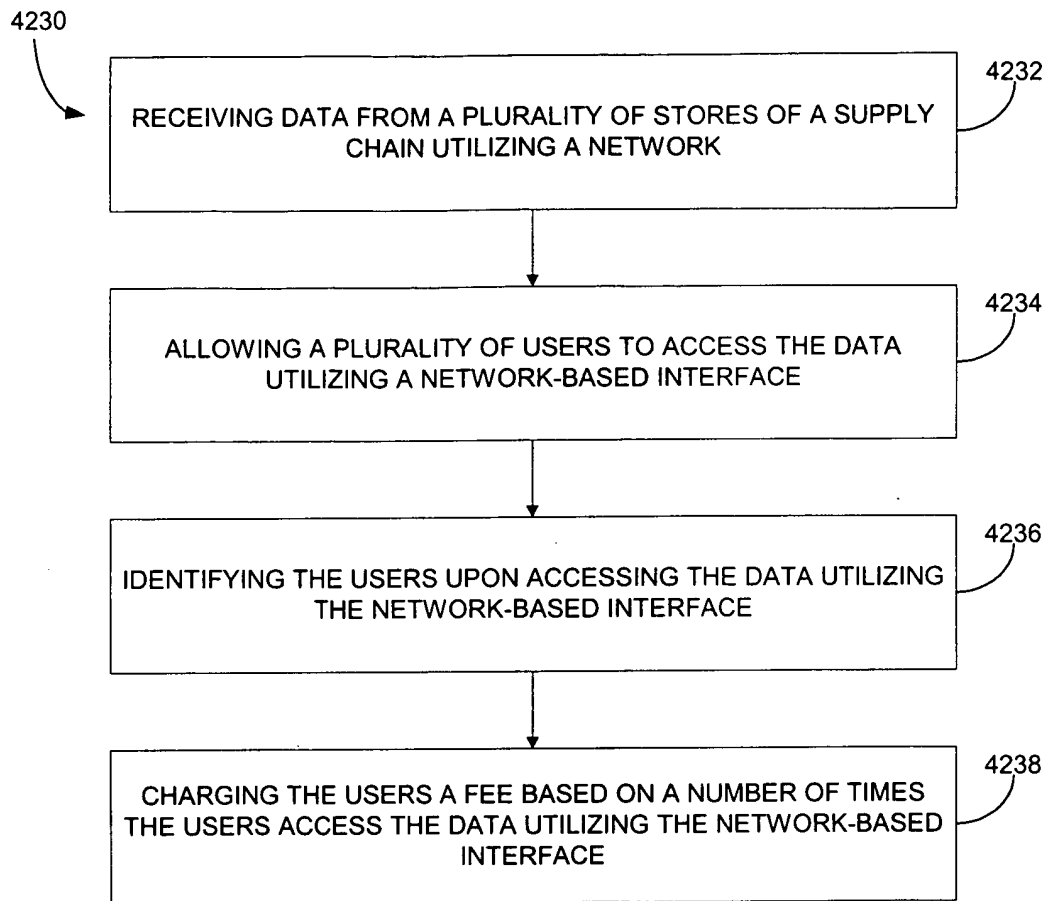 4230
4232
RECEIVING DATA FROM A PLURALITY OF STORES OF A SUPPLY
CHAIN UTILIZING A NETWORK
4234
ALLOWING A PLURALITY OF USERS TO ACCESS THE DATA
UTILIZING A NETWORK-BASED INTERFACE
4236
IDENTIFYING THE USERS UPON ACCESSING THE DATA UTILIZING
THE NETWORK-BASED INTERFACE
4238
CHARGING THE USERS A FEE BASED ON A NUMBER OF TIMES
THE USERS ACCESS THE DATA UTILIZING THE NETWORK-BASED
INTERFACE